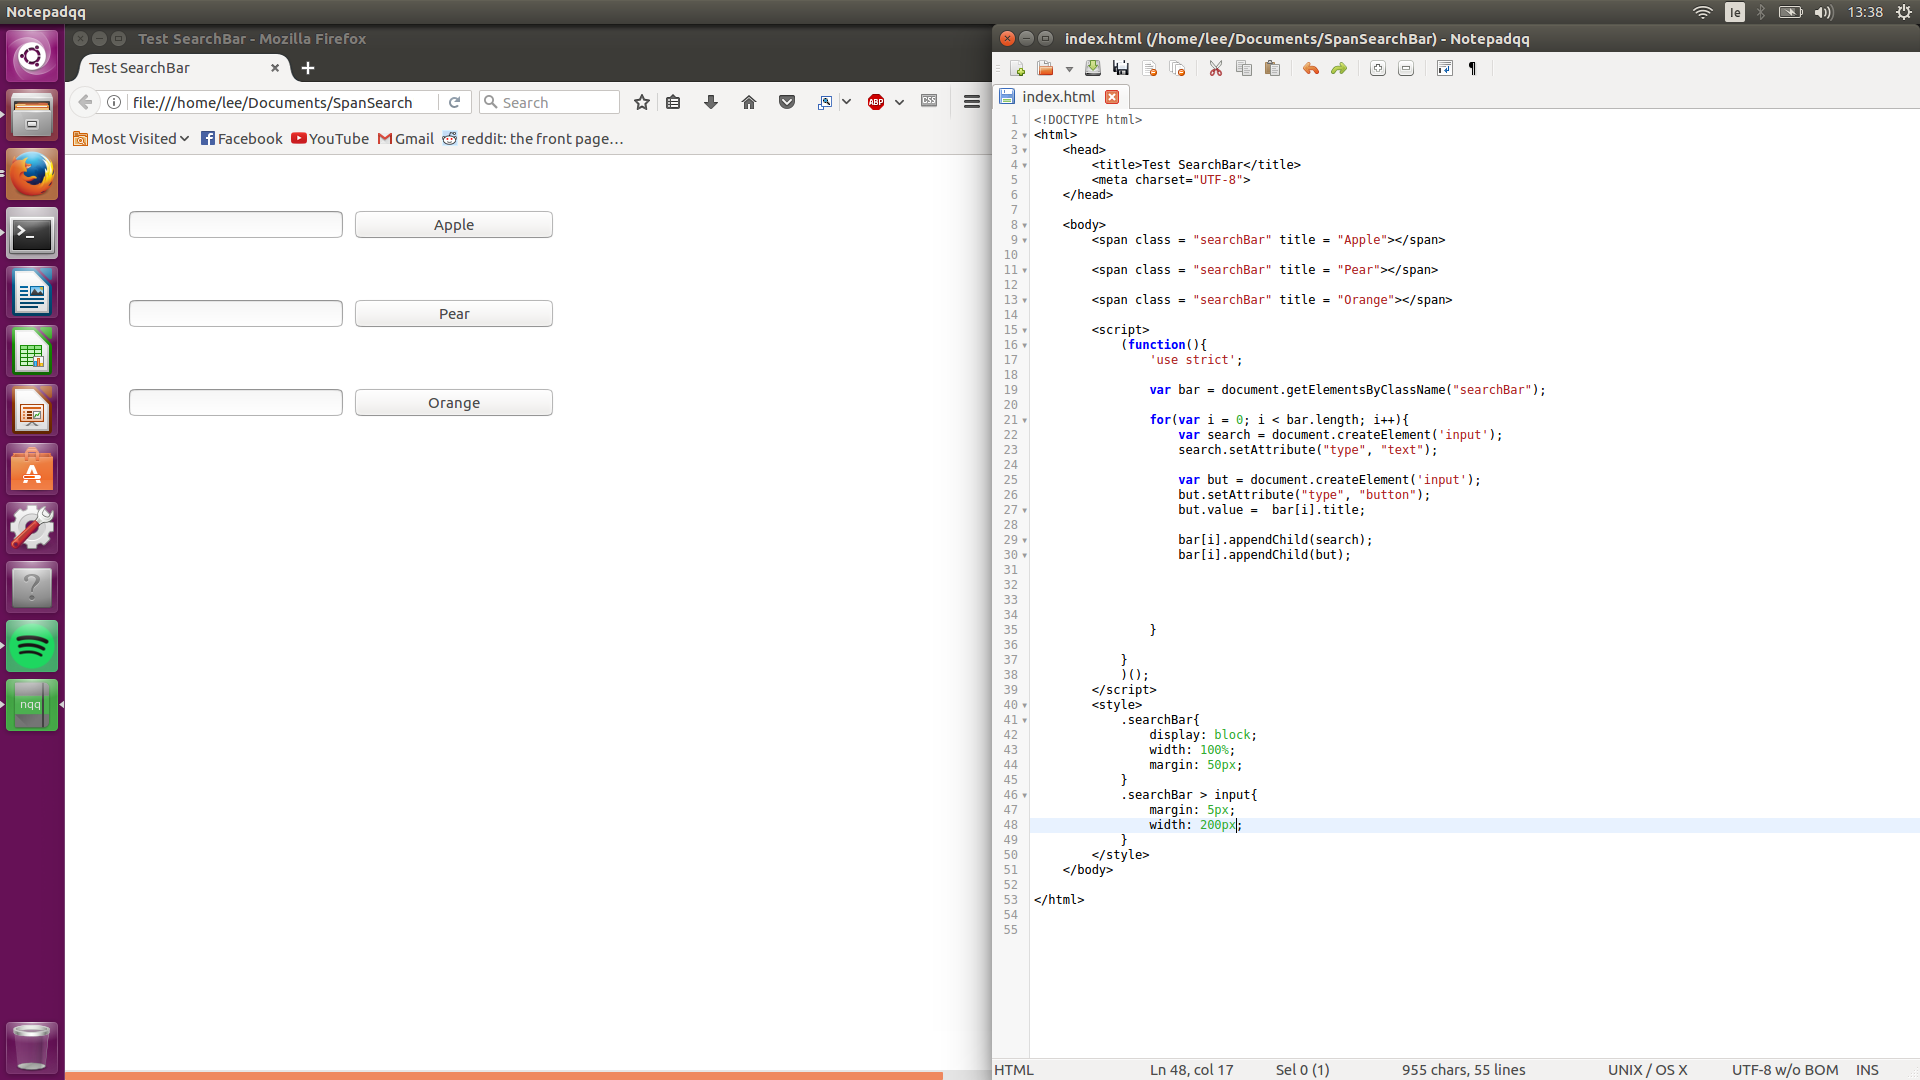 Notepadqq
Ie
13:38
Test SearchBar - Mozilla Firefox
Test SearchBar
file:///home/lee/Documents/SpanSearch
Search
ABP
CSS
Most Visited
Facebook
YouTube
Gmail
reddit: the front page...
Apple
Pear
Orange
nqq
index.html (/home/lee/Documents/SpanSearchBar) - Notepadqq
index.html
1 <!DOCTYPE html>
2 <html>
3 <head>
4 <title>Test SearchBar</title>
5 <meta charset="UTF-8">
6 </head>
7
8 <body>
9 <span class = "searchBar" title = "Apple"></span>
10
11 <span class = "searchBar" title = "Pear"></span>
12
13 <span class = "searchBar" title = "Orange"></span>
14
15 <script>
16 (function(){
17 'use strict';
18
19 var bar = document.getElementsByClassName("searchBar");
20
21 for(var i = 0; i < bar.length; i++){
22 var search = document.createElement('input');
23 search.setAttribute("type", "text");
24
25 var but = document.createElement('input');
26 but.setAttribute("type", "button");
27 but.value =  bar[i].title;
28
29 bar[i].appendChild(search);
30 bar[i].appendChild(but);
31
32
33
34
35 }
36
37 }
38 )();
39 </script>
40 <style>
41 .searchBar{
42 display: block;
43 width: 100%;
44 margin: 50px;
45 }
46 .searchBar > input{
47 margin: 5px;
48 width: 200px;
49 }
50 </style>
51 </body>
52
53 </html>
54
55
HTML
Ln 48, col 17
Sel 0 (1)
955 chars, 55 lines
UNIX / OS X
UTF-8 w/o BOM
INS